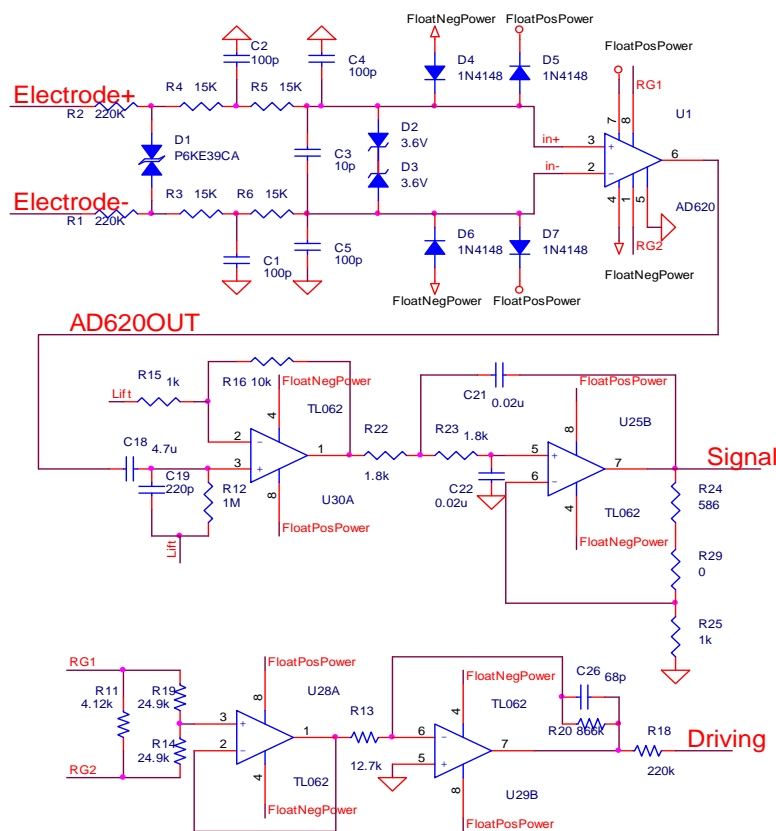 FloatNegPower FloatPosPower
C2 C4 D4 D5 FloatPosPower
100p 100p 1N4148 1N4148
RG1
R4 15K R5 15K U1
Electrode+
R2 220K
7 8
D1 D2 in+ 3 +
P6KE39CA 3.6V 6
C3 D3 in- 2 −
10p 3.6V
R3 15K R6 15K 4 1 5 AD620
Electrode-
R1 220K
D6 D7 RG2
1N4148 1N4148
C1 C5
100p 100p FloatNegPower
FloatNegPower FloatPosPower
AD620OUT
R15 R16 10k FloatNegPower C21 FloatPosPower
1k TL062 0.02u
Lift 4 8 U25B
C18 2 − 1 R22 R23 1.8k 5 + 7 Signal
4.7u 3 + 1.8k 6 −
C19 R12 C22 R24
220p 1M 8 U30A 0.02u 4 TL062 586
Lift FloatPosPower FloatNegPower R29
0
R25
1k
RG1 FloatPosPower FloatNegPower C26
68p
R11 R19 8 U28A 4 TL062
4.12k 24.9k 3 + 1 R13 6 − 7 R20 866k R18 Driving
R14 2 − 12.7k 5 + 220k
24.9k 4 TL062 8 U29B
RG2 FloatNegPower FloatPosPower